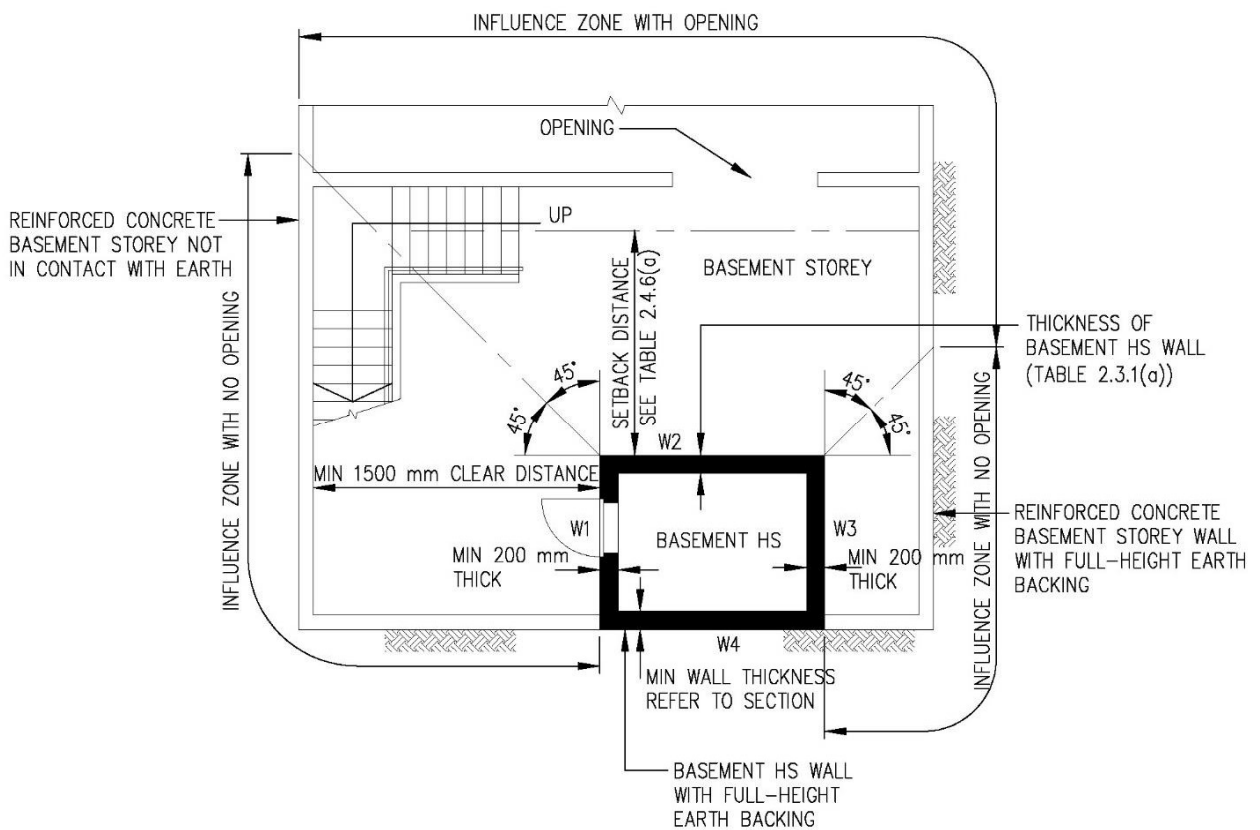 INFLUENCE ZONE WITH OPENING
OPENING
UP
REINFORCED CONCRETE
BASEMENT STOREY NOT
IN CONTACT WITH EARTH
INFLUENCE ZONE WITH NO OPENING
SETBACK DISTANCE
SEE TABLE 2.4.6(a)
BASEMENT STOREY
THICKNESS OF
BASEMENT HS WALL
(TABLE 2.3.1(a))
45°
45°
45°
45°
W2
MIN 1500 mm CLEAR DISTANCE
W1
BASEMENT HS
W3
MIN 200 mm
THICK
MIN 200 mm
THICK
INFLUENCE ZONE WITH NO OPENING
REINFORCED CONCRETE
BASEMENT STOREY WALL
WITH FULL-HEIGHT EARTH
BACKING
W4
MIN WALL THICKNESS
REFER TO SECTION
BASEMENT HS WALL
WITH FULL-HEIGHT
EARTH BACKING